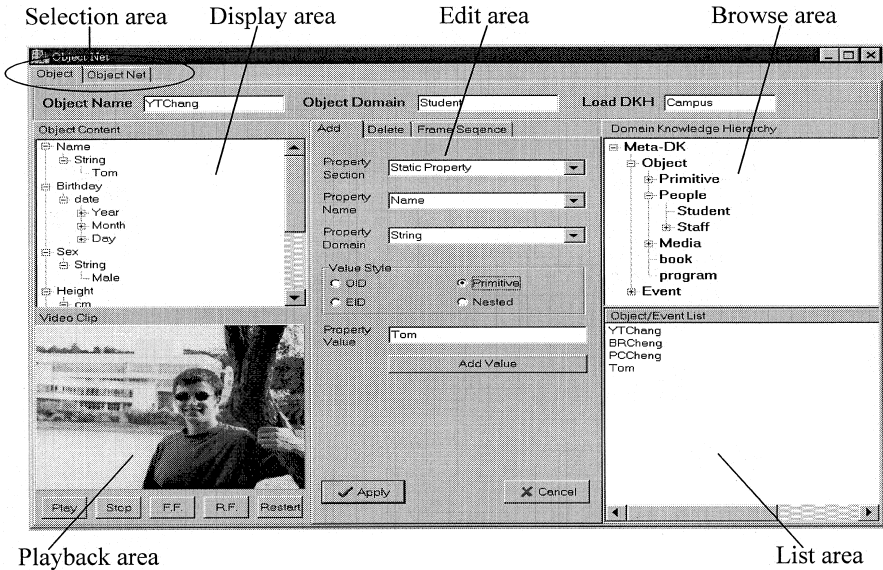 Selection area
Display area
Edit area
Browse area
Object Net
Object
Object Net
Object Name YTChang Object Domain Student Load DKH Campus
Object Content
Name
String
Tom
Birthday
date
Year
Month
Day
Sex
String
Male
Height
cm
Video Clip
Play
Stop
F.F.
R.F.
Restart
Add
Delete
Frame Seqence
Property
Section
Static Property
Property
Name
Name
Property
Domain
String
Value Style
OID
Primitive
EID
Nested
Property
Value
Tom
Add Value
Apply
Cancel
Domain Knowledge Hierarchy
Meta-DK
Object
Primitive
People
Student
Staff
Media
book
program
Event
Object/Event List
YTChang
BRCheng
PCCheng
Tom
Playback area
List area